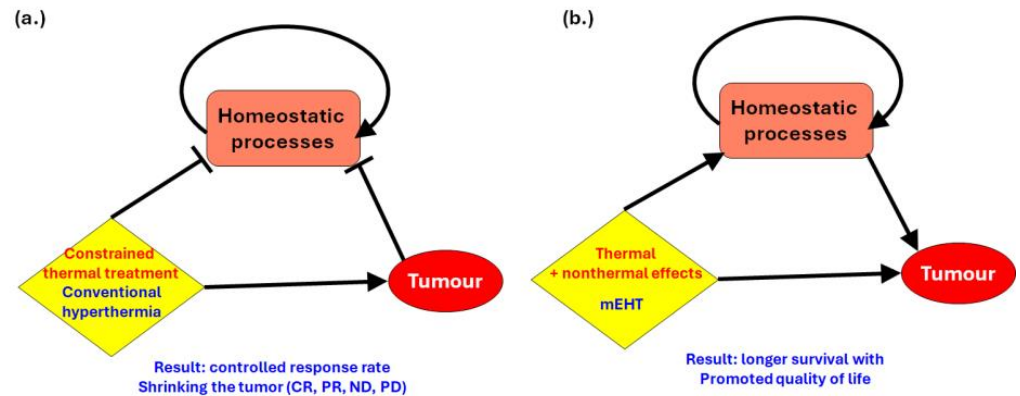 (a.)
Homeostatic
processes
Constrained
thermal treatment
Conventional
hyperthermia
Tumour
Result: controlled response rate
Shrinking the tumor (CR, PR, ND, PD)
(b.)
Homeostatic
processes
Thermal
+ nonthermal effects
mEHT
Tumour
Result: longer survival with
Promoted quality of life